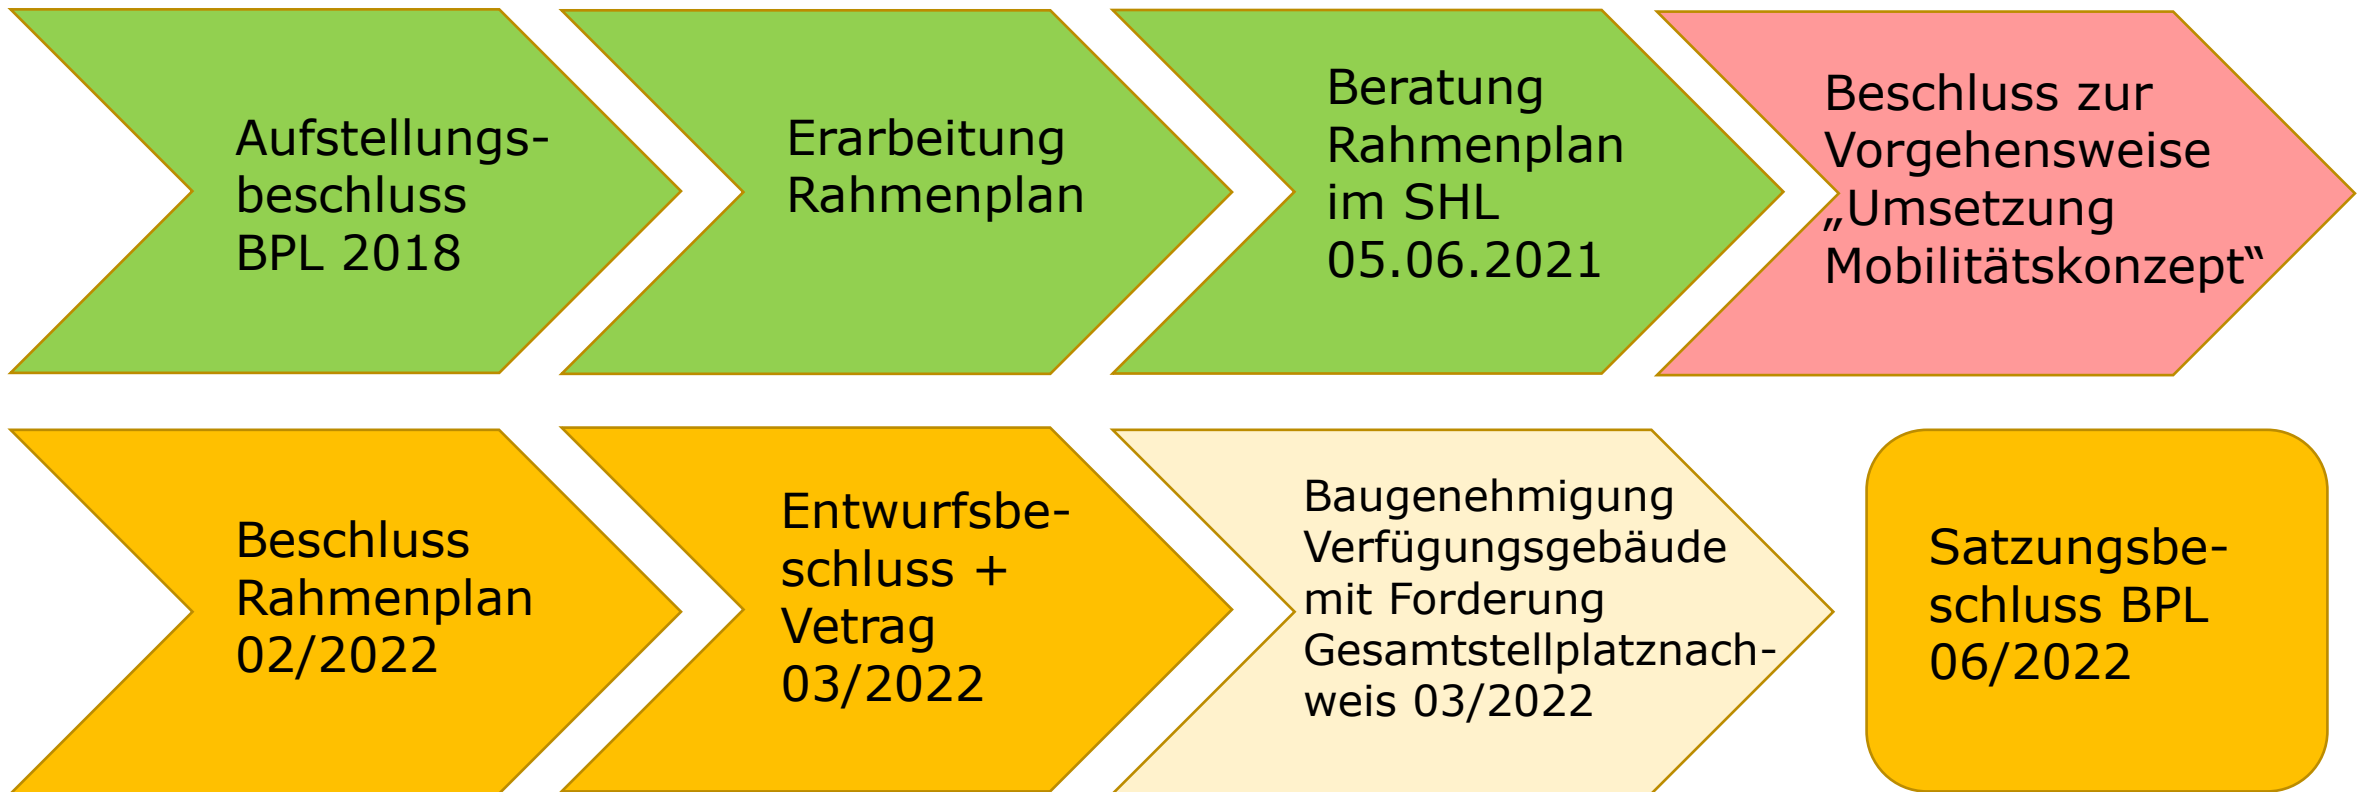 Aufstellungs-
beschluss
BPL 2018
Erarbeitung
Rahmenplan
Beratung
Rahmenplan
im SHL
05.06.2021
Beschluss zur
Vorgehensweise
„Umsetzung
Mobilitätskonzept“
Beschluss
Rahmenplan
02/2022
Entwurfsbe-
schluss +
Vetrag
03/2022
Baugenehmigung
Verfügungsgebäude
mit Forderung
Gesamtstellplatznach-
weis 03/2022
Satzungsbe-
schluss BPL
06/2022